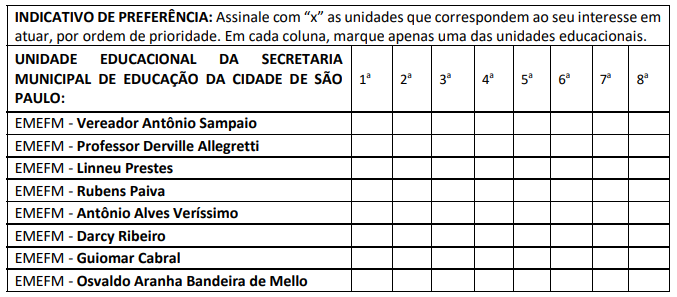 INDICATIVO DE PREFERÊNCIA: Assinale com “x” as unidades que correspondem ao seu interesse em
atuar, por ordem de prioridade. Em cada coluna, marque apenas uma das unidades educacionais.
UNIDADE EDUCACIONAL DA SECRETARIA
MUNICIPAL DE EDUCAÇÃO DA CIDADE DE SÃO
PAULO:
1ª 2ª 3ª 4ª 5ª 6ª 7ª 8ª
EMEFM - Vereador Antônio Sampaio
EMEFM - Professor Derville Allegretti
EMEFM - Linneu Prestes
EMEFM - Rubens Paiva
EMEFM - Antônio Alves Veríssimo
EMEFM - Darcy Ribeiro
EMEFM - Guiomar Cabral
EMEFM - Osvaldo Aranha Bandeira de Mello